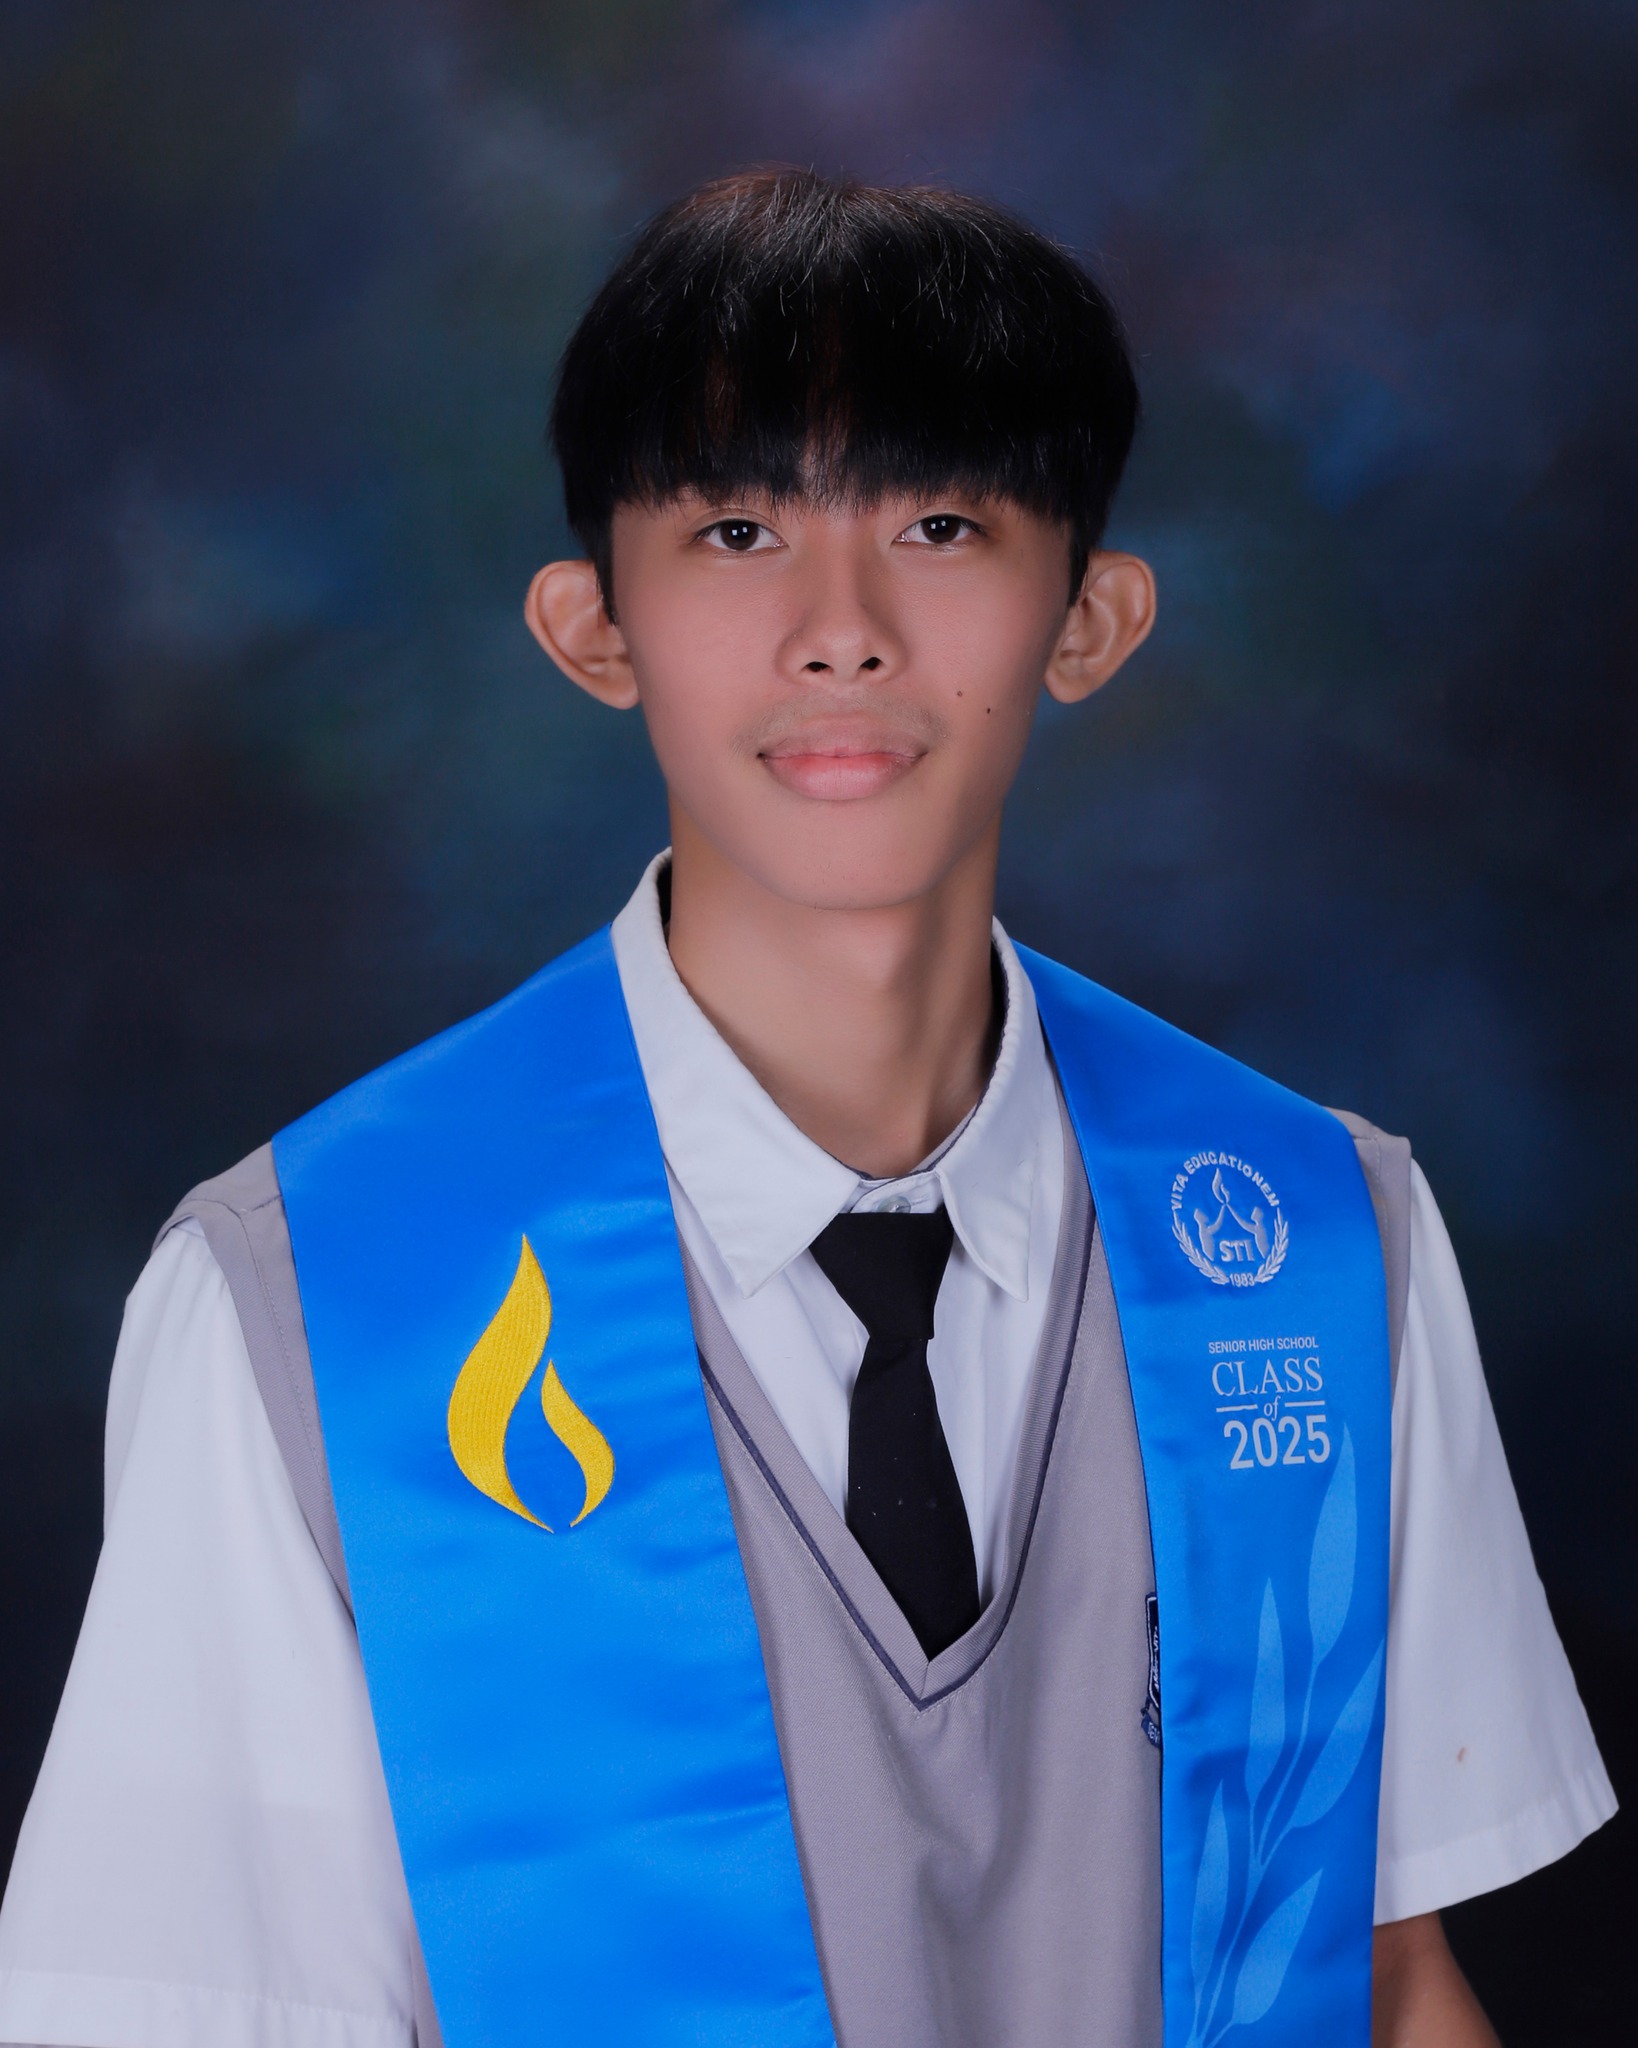 VITA EDUCATIONEM
STI
1983
SENIOR HIGH SCHOOL
CLASS
of
2025